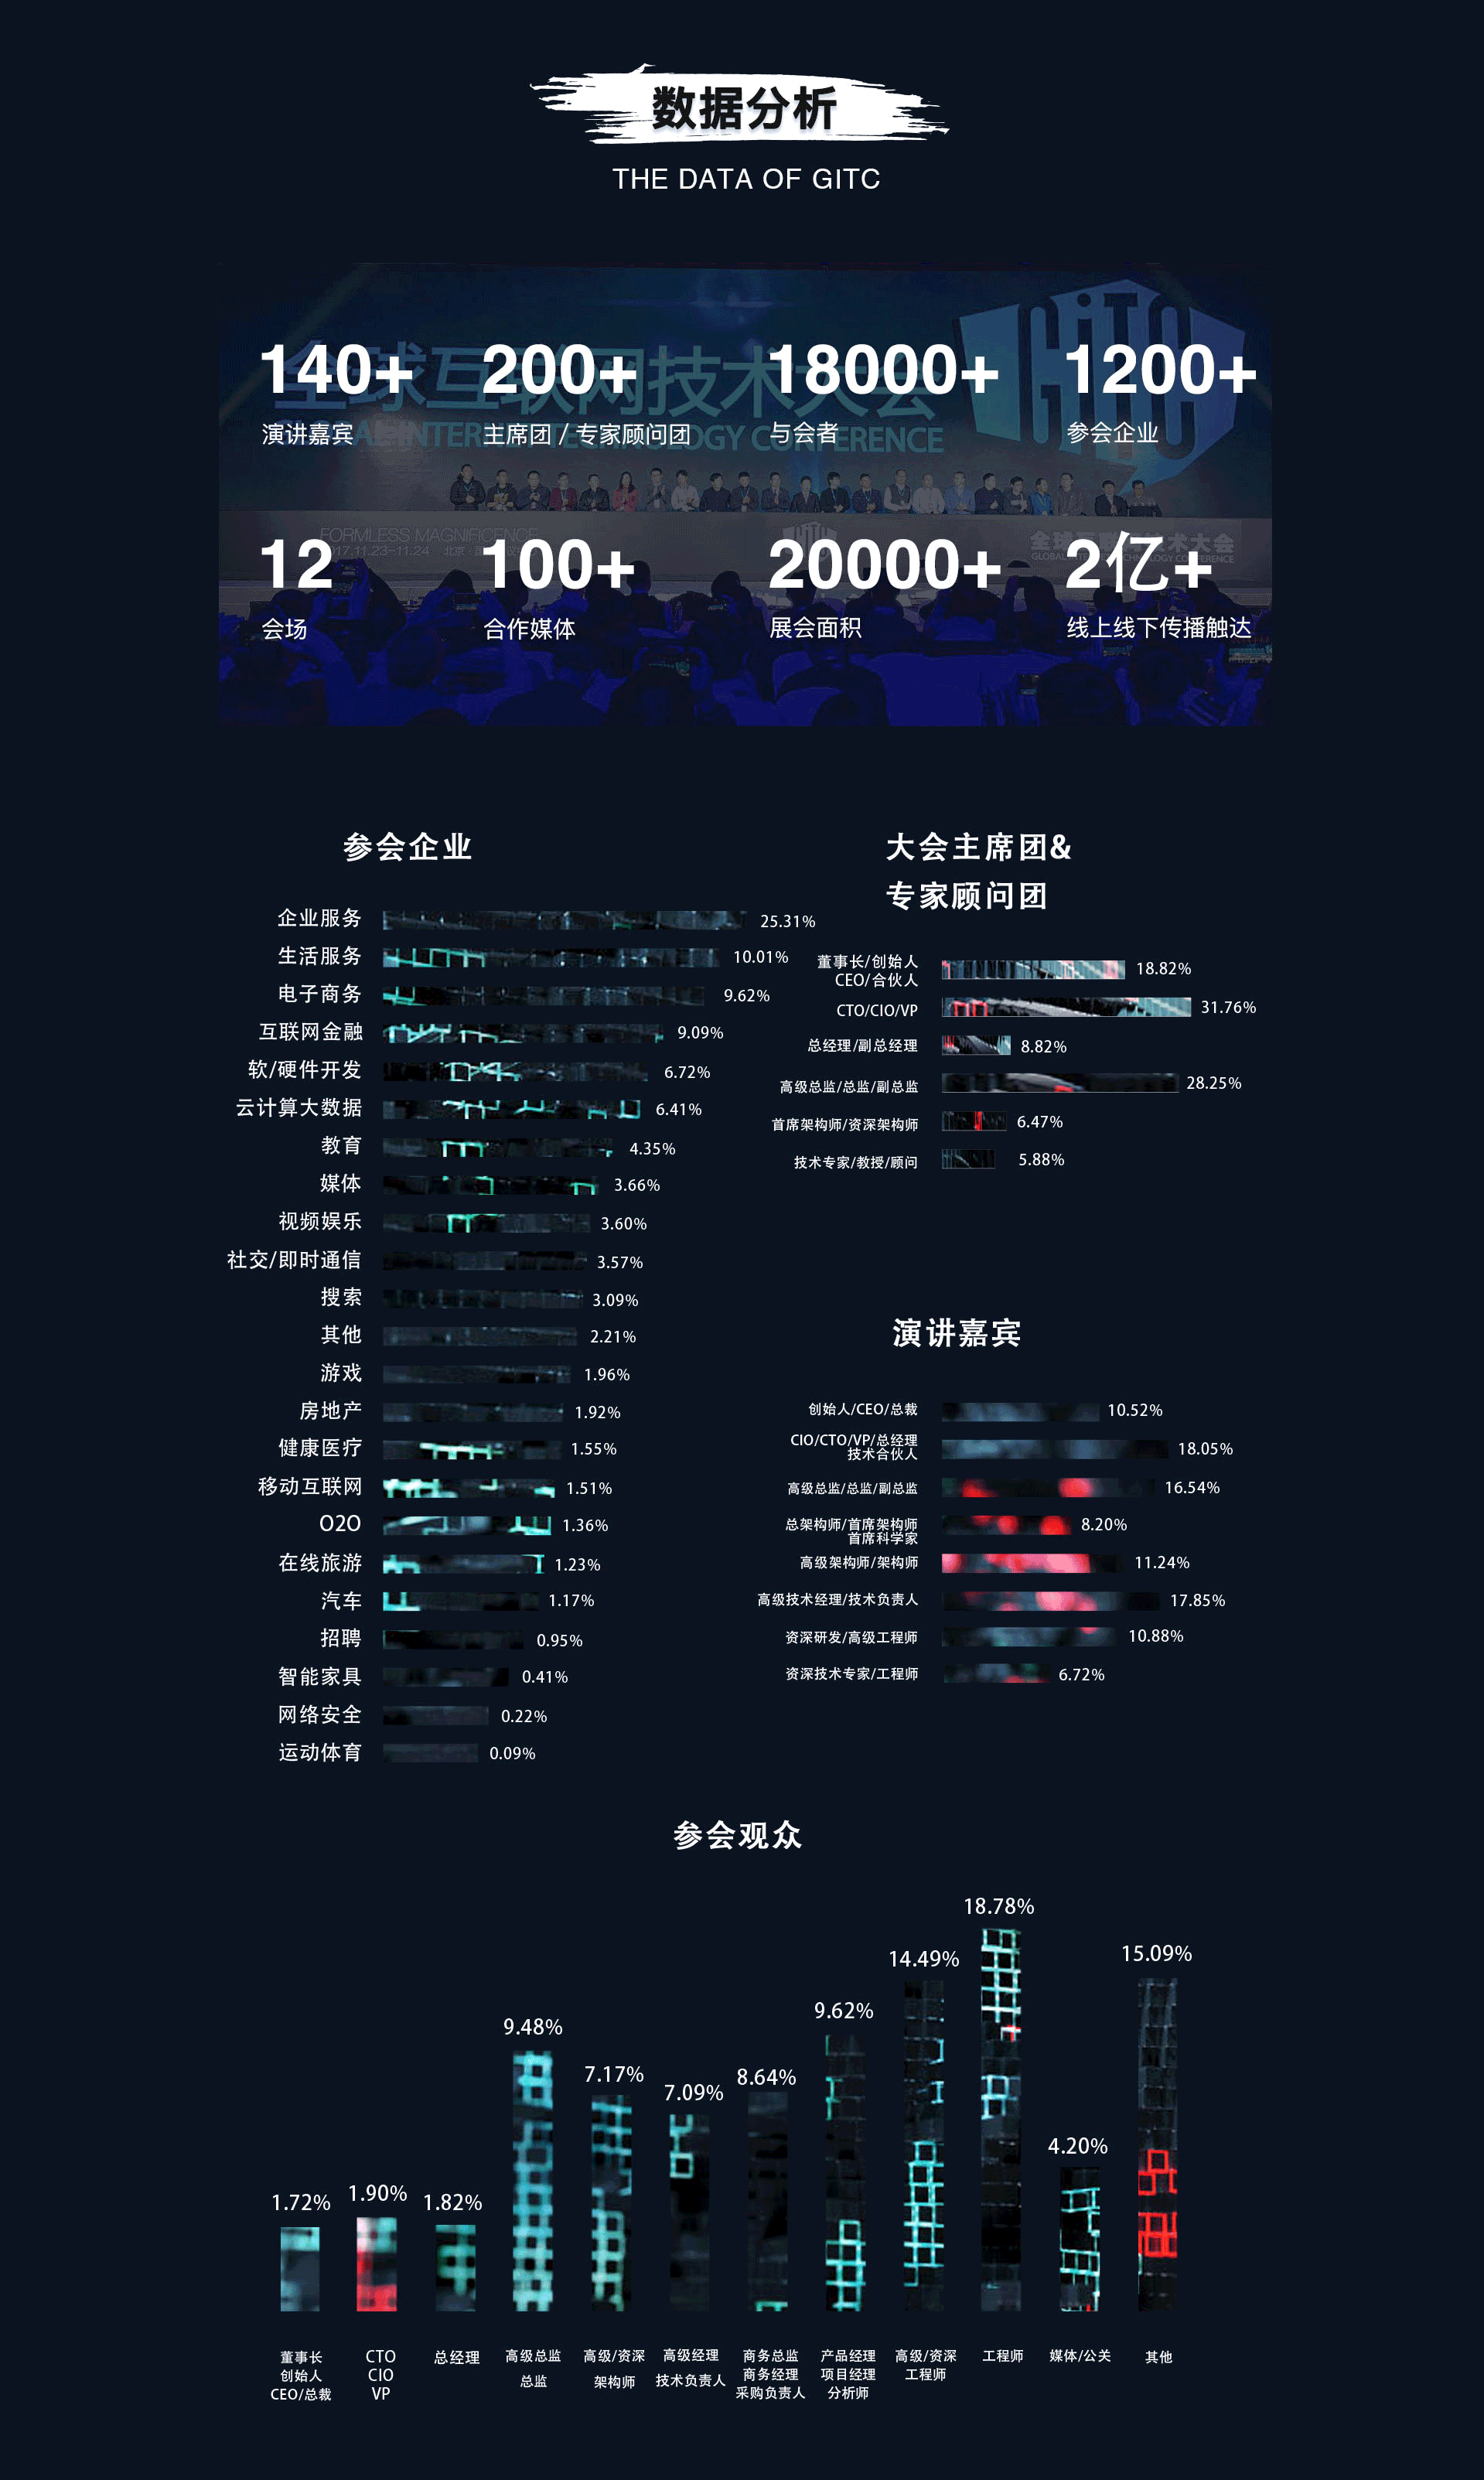 数据分析
THE DATA OF GITC
全球互联网技术大会
GLOBAL INTERNET TECHNOLOGY CONFERENCE
GITC
140+
演讲嘉宾
200+
主席团 / 专家顾问团
18000+
与会者
1200+
参会企业
FORMLESS MAGNIFICENCE
2017.11.23-11.24
12
会场
100+
合作媒体
20000+
展会面积
2亿+
线上线下传播触达
参会企业
企业服务 25.31%
生活服务 10.01%
电子商务 9.62%
互联网金融 9.09%
软/硬件开发 6.72%
云计算大数据 6.41%
教育 4.35%
媒体 3.66%
视频娱乐 3.60%
社交/即时通信 3.57%
搜索 3.09%
其他 2.21%
游戏 1.96%
房地产 1.92%
健康医疗 1.55%
移动互联网 1.51%
O2O 1.36%
在线旅游 1.23%
汽车 1.17%
招聘 0.95%
智能家具 0.41%
网络安全 0.22%
运动体育 0.09%
大会主席团&
专家顾问团
董事长/创始人
CEO/合伙人 18.82%
CTO/CIO/VP 31.76%
总经理/副总经理 8.82%
高级总监/总监/副总监 28.25%
首席架构师/资深架构师 6.47%
技术专家/教授/顾问 5.88%
演讲嘉宾
创始人/CEO/总裁 10.52%
CIO/CTO/VP/总经理
技术合伙人 18.05%
高级总监/总监/副总监 16.54%
总架构师/首席架构师
首席科学家 8.20%
高级架构师/架构师 11.24%
高级技术经理/技术负责人 17.85%
资深研发/高级工程师 10.88%
资深技术专家/工程师 6.72%
参会观众
1.72%
董事长
创始人
CEO/总裁
1.90%
CTO
CIO
VP
1.82%
总经理
9.48%
高级总监
总监
7.17%
高级/资深
架构师
7.09%
高级经理
技术负责人
8.64%
商务总监
商务经理
采购负责人
9.62%
产品经理
项目经理
分析师
14.49%
高级/资深
工程师
18.78%
工程师
4.20%
媒体/公关
15.09%
其他